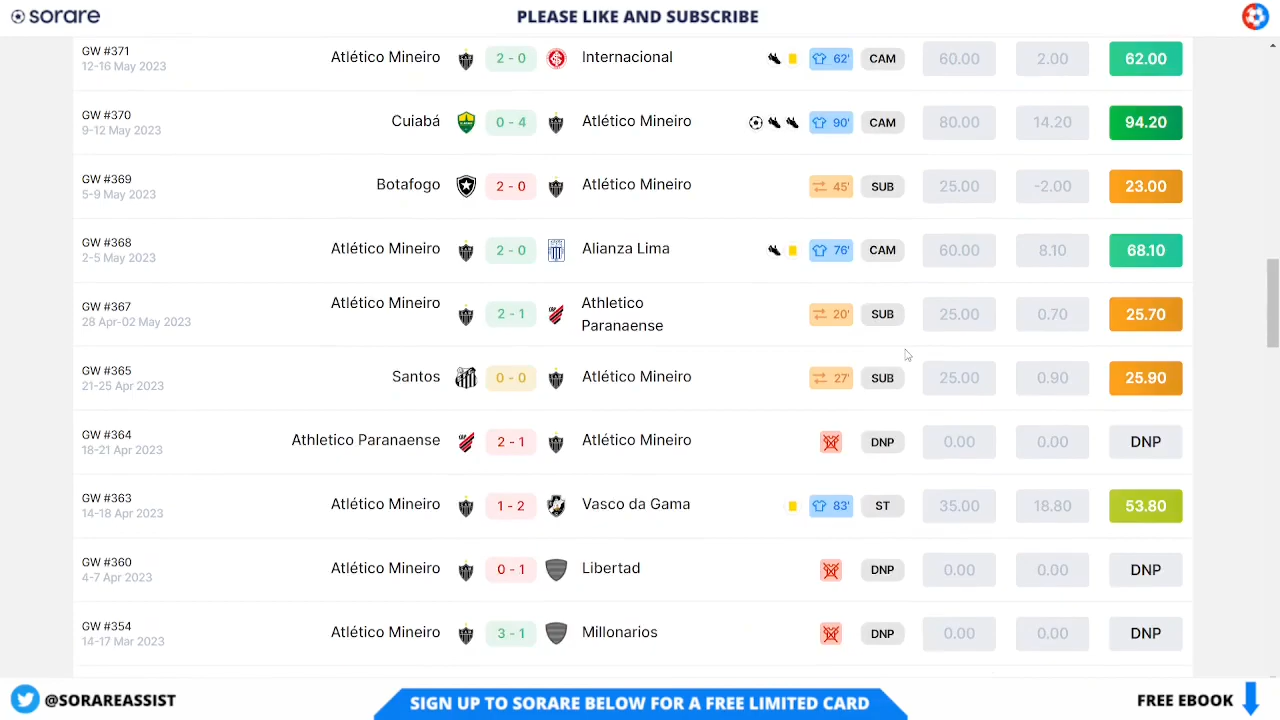 sorare
PLEASE LIKE AND SUBSCRIBE
GW #371
12-16 May 2023
Atlético Mineiro 2 - 0 Internacional 62' CAM 60.00 2.00 62.00
GW #370
9-12 May 2023
Cuiabá 0 - 4 Atlético Mineiro 90' CAM 80.00 14.20 94.20
GW #369
5-9 May 2023
Botafogo 2 - 0 Atlético Mineiro 45' SUB 25.00 -2.00 23.00
GW #368
2-5 May 2023
Atlético Mineiro 2 - 0 Alianza Lima 76' CAM 60.00 8.10 68.10
GW #367
28 Apr-02 May 2023
Atlético Mineiro 2 - 1 Athletico
Paranaense 20' SUB 25.00 0.70 25.70
GW #365
21-25 Apr 2023
Santos 0 - 0 Atlético Mineiro 27' SUB 25.00 0.90 25.90
GW #364
18-21 Apr 2023
Athletico Paranaense 2 - 1 Atlético Mineiro DNP 0.00 0.00 DNP
GW #363
14-18 Apr 2023
Atlético Mineiro 1 - 2 Vasco da Gama 83' ST 35.00 18.80 53.80
GW #360
4-7 Apr 2023
Atlético Mineiro 0 - 1 Libertad DNP 0.00 0.00 DNP
GW #354
14-17 Mar 2023
Atlético Mineiro 3 - 1 Millonarios DNP 0.00 0.00 DNP
@SORAREASSIST
SIGN UP TO SORARE BELOW FOR A FREE LIMITED CARD
FREE EBOOK